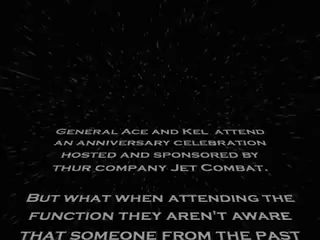 General Ace and Kel attend
an anniversary celebration
hosted and sponsored by
thur company Jet Combat.
But what when attending the
function they aren't aware
that someone from the past